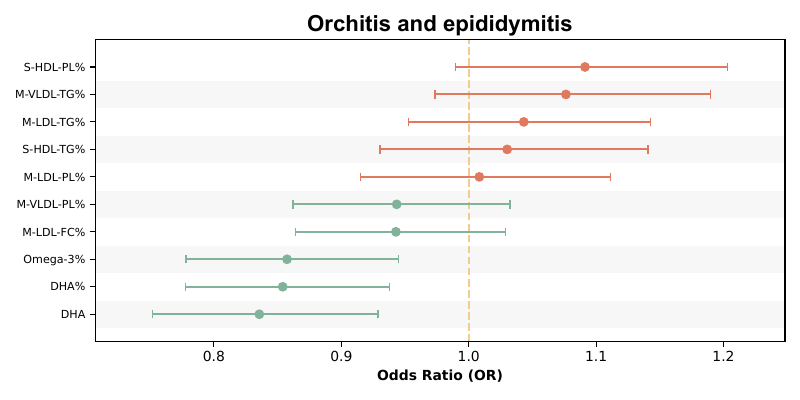 Orchitis and epididymitis
S-HDL-PL%
M-VLDL-TG%
M-LDL-TG%
S-HDL-TG%
M-LDL-PL%
M-VLDL-PL%
M-LDL-FC%
Omega-3%
DHA%
DHA
0.8 0.9 1.0 1.1 1.2
Odds Ratio (OR)